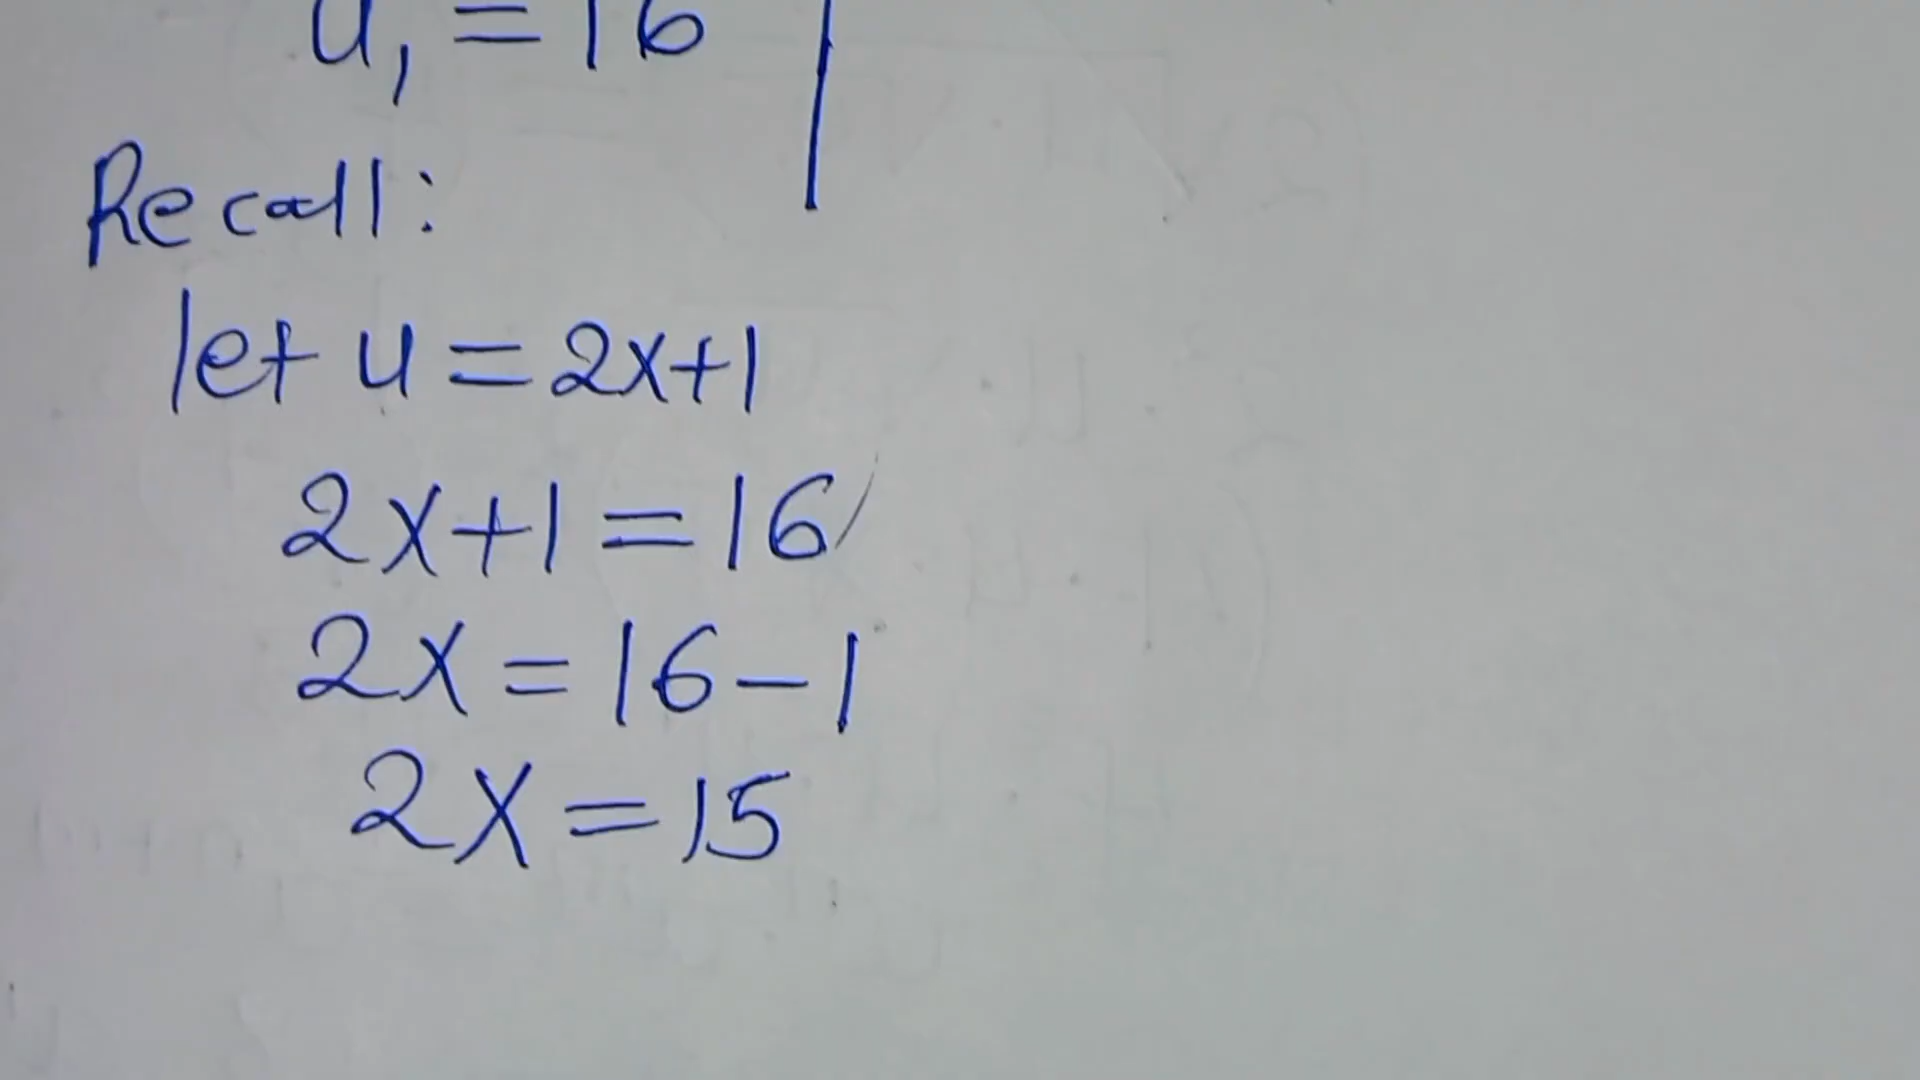 u₁ = 16
Recall:
let u = 2x+1
2x+1 = 16
2x = 16-1
2x = 15